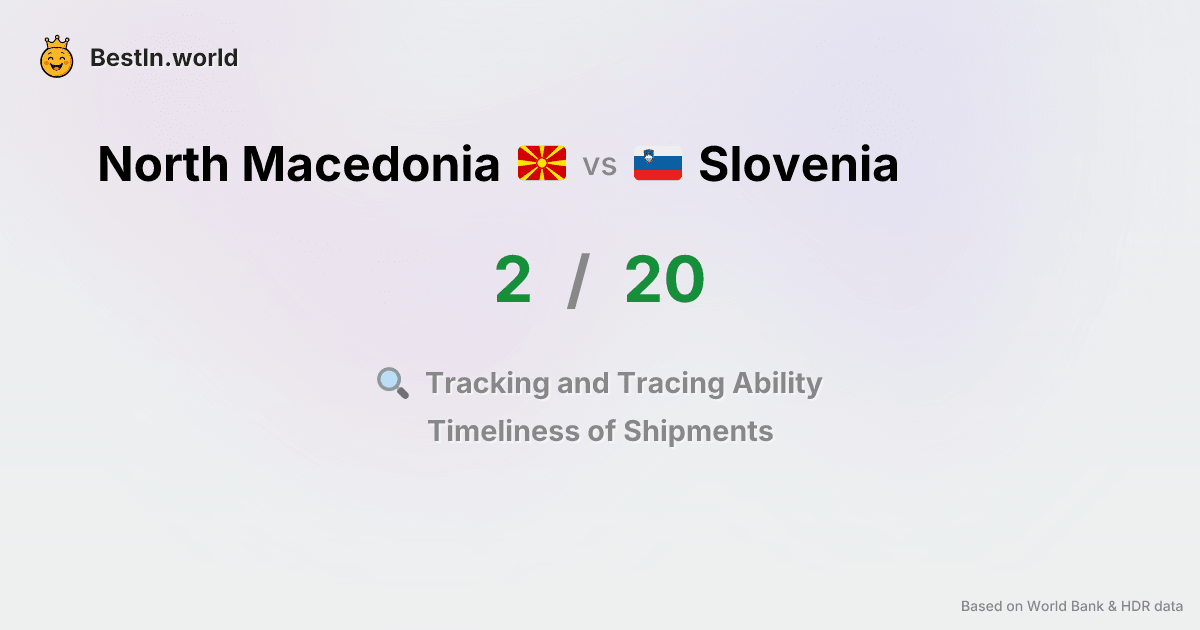 BestIn.world
North Macedonia vs Slovenia
2 / 20
Tracking and Tracing Ability
Timeliness of Shipments
Based on World Bank & HDR data